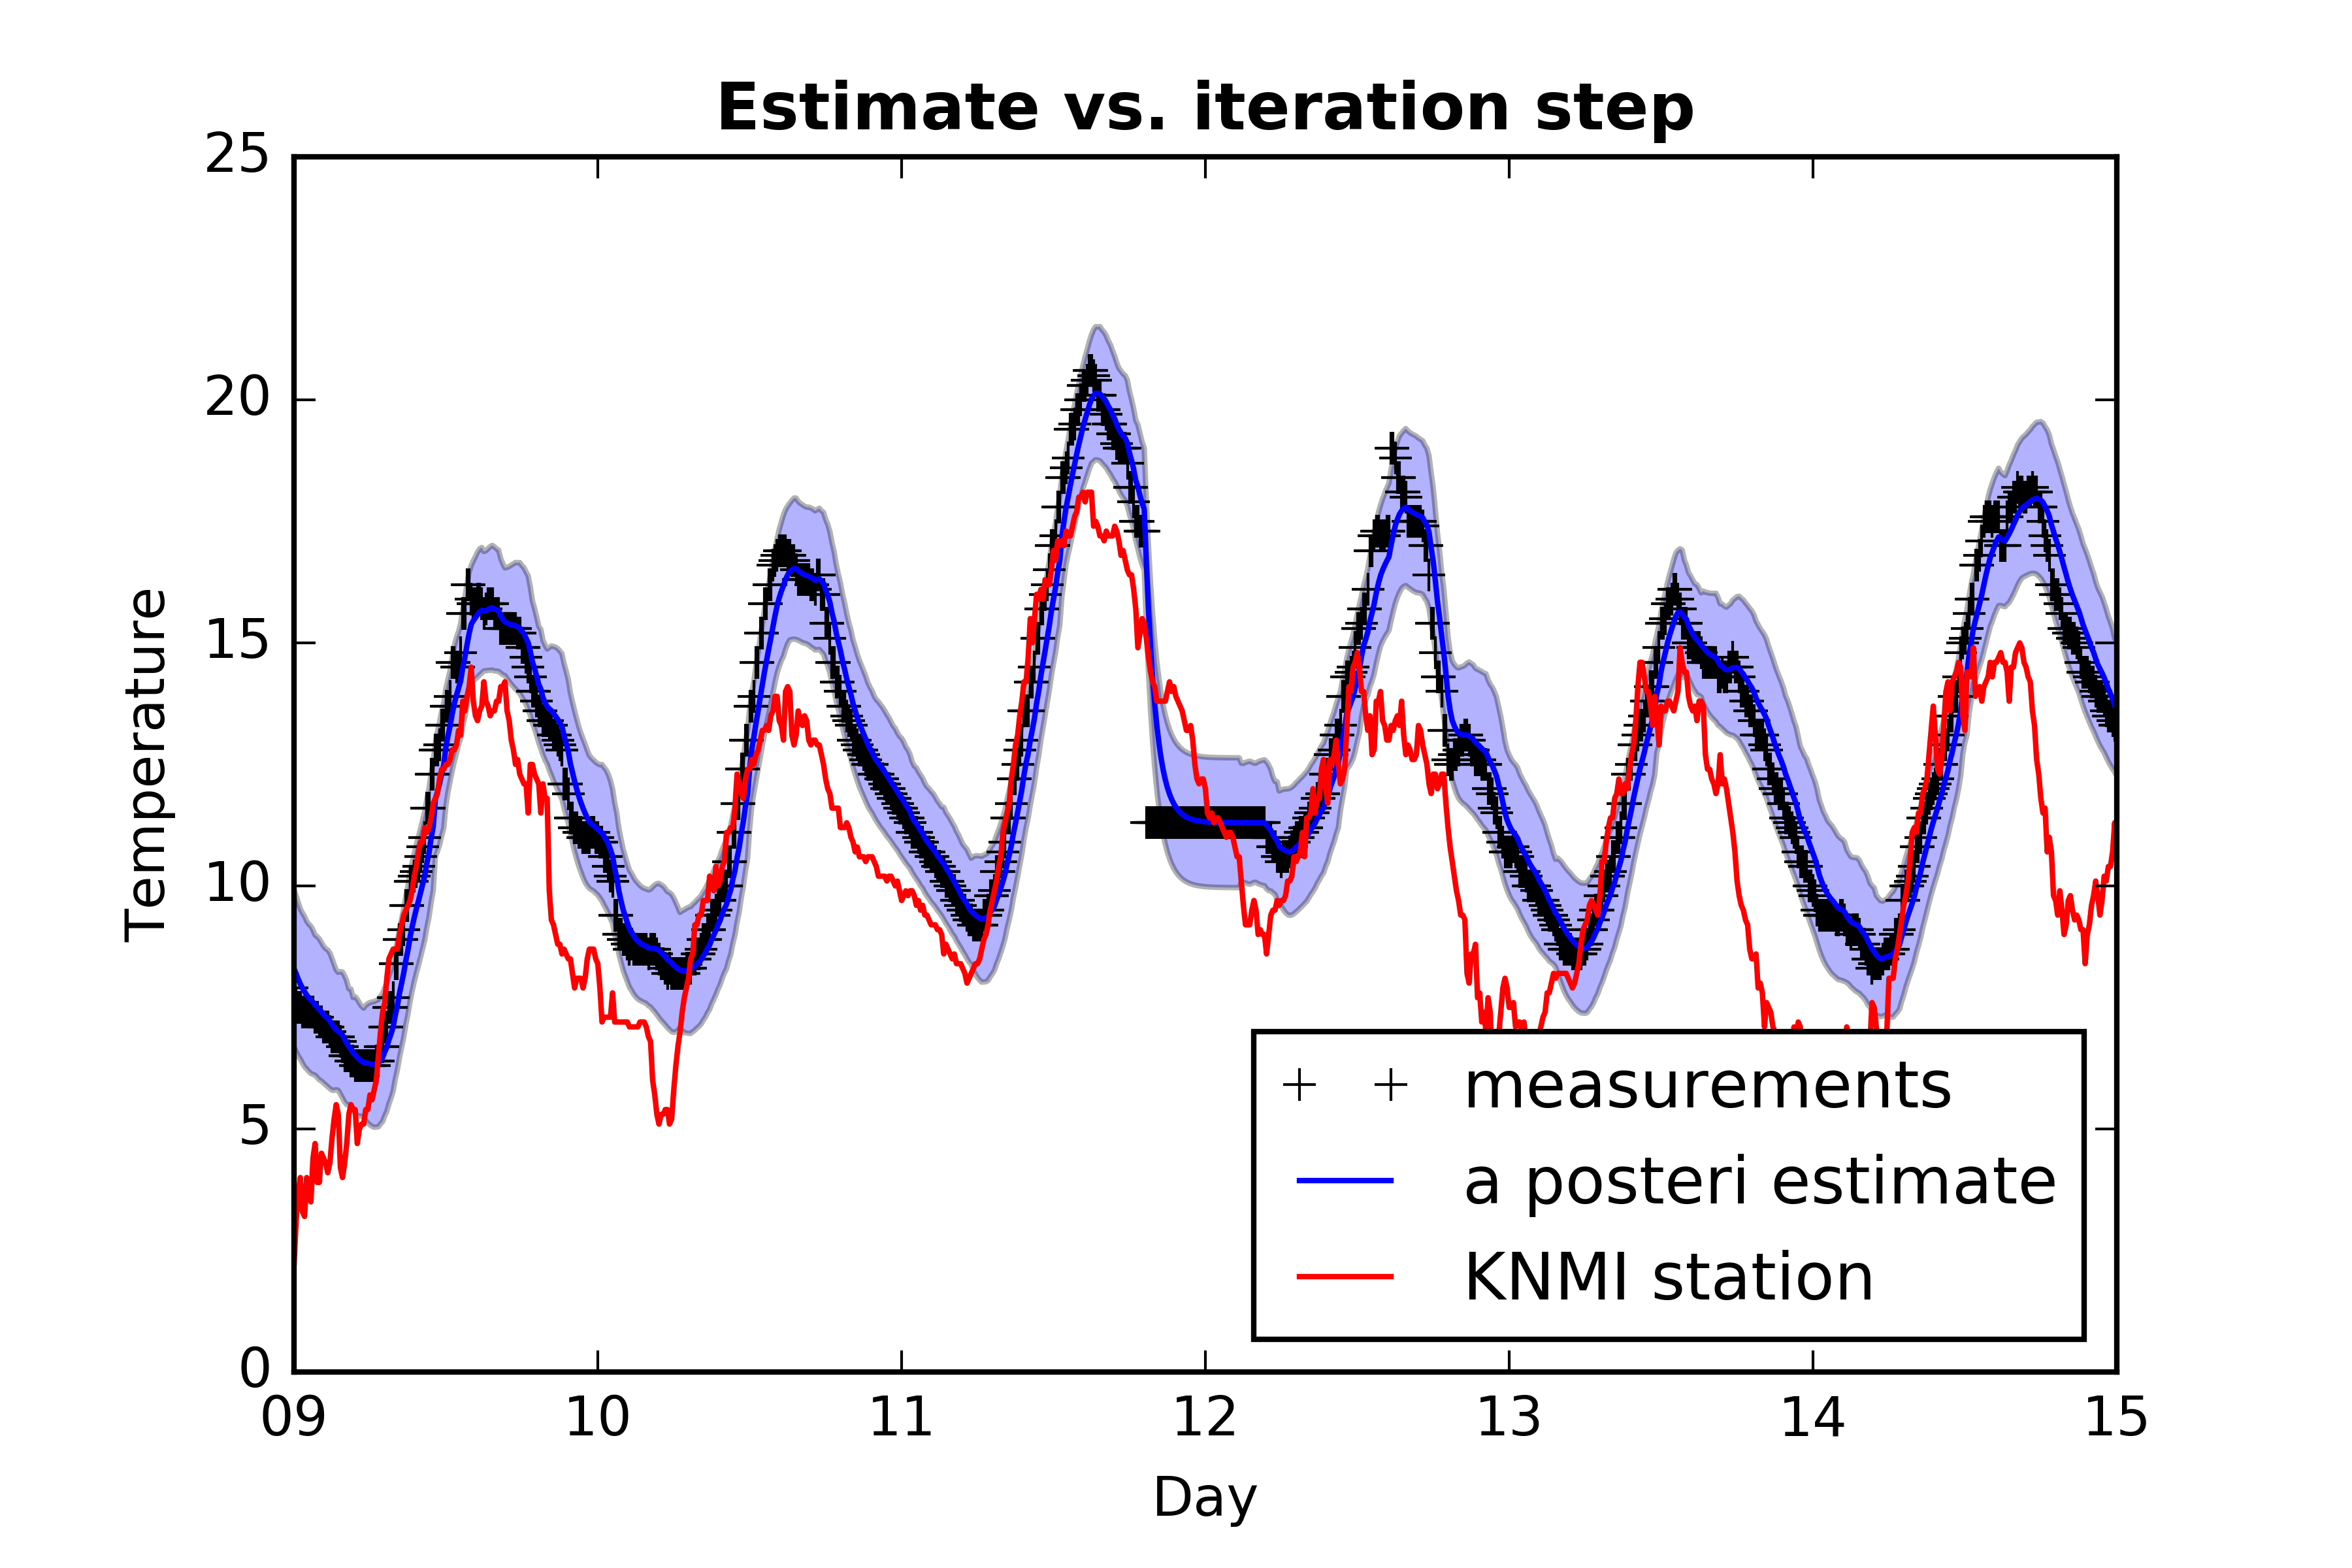 Estimate vs. iteration step
25
20
15
10
5
0
Temperature
measurements
a posteri estimate
KNMI station
09 10 11 12 13 14 15
Day